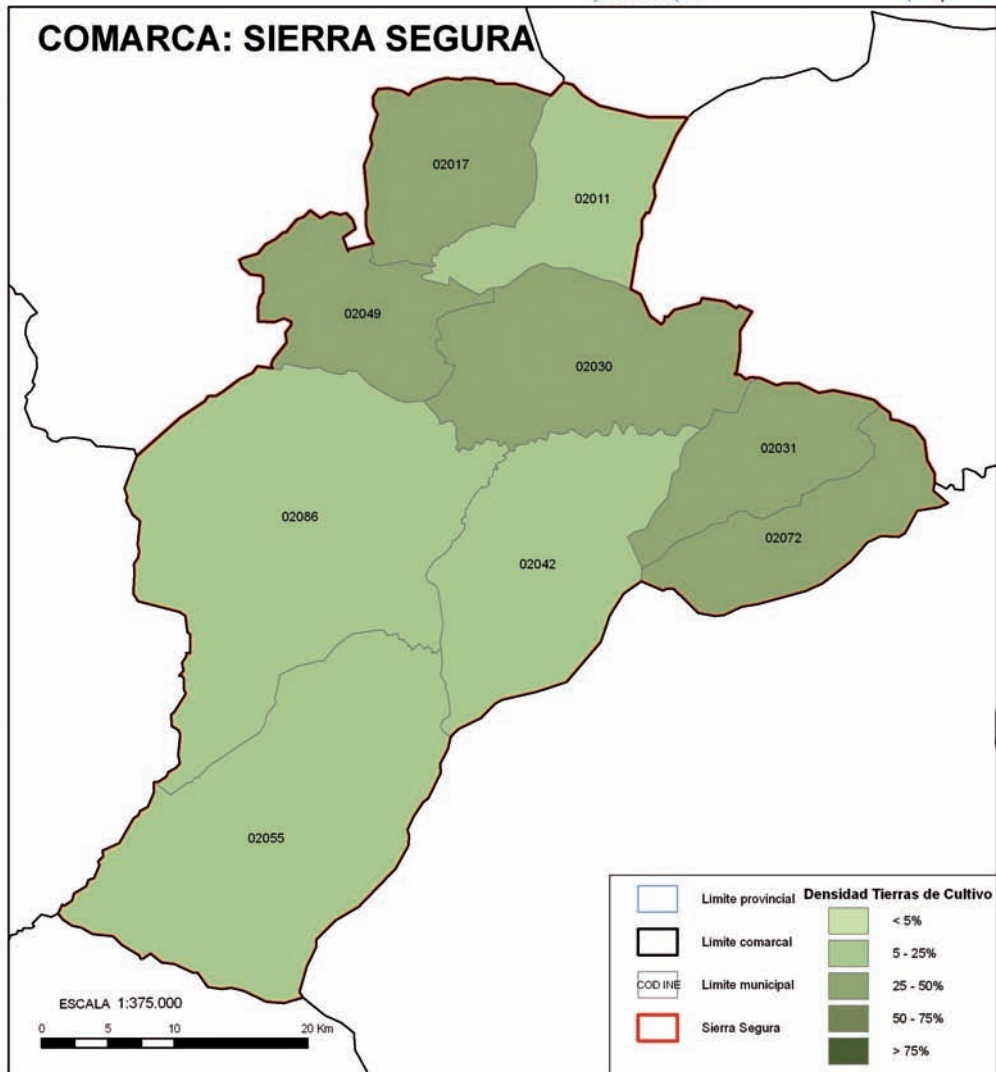 COMARCA: SIERRA SEGURA
02017
02011
02049
02030
02031
02086
02072
02042
02055
ESCALA 1:375.000
0 5 10 20 Km
Limite provincial
Limite comarcal
COD INE Limite municipal
Sierra Segura
Densidad Tierras de Cultivo
< 5%
5 - 25%
25 - 50%
50 - 75%
> 75%